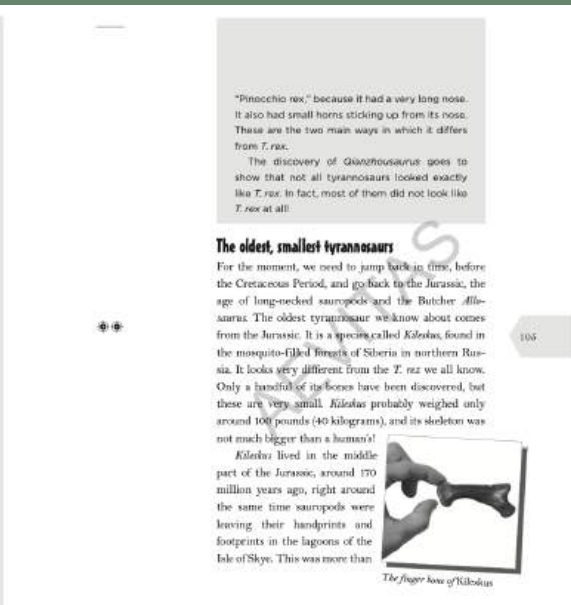 "Pinocchio rex," because it had a very long nose.
It also had small horns sticking up from its nose.
These are the two main ways in which it differs
from T. rex.
The discovery of Qianzhousaurus goes to
show that not all tyrannosaurs looked exactly
like T. rex. In fact, most of them did not look like
T. rex at all!
The oldest, smallest tyrannosaurs
For the moment, we need to jump back in time, before
the Cretaceous Period, and go back to the Jurassic, the
age of long-necked sauropods and the Butcher Allo-
saurus. The oldest tyrannosaur we know about comes
from the Jurassic. It is a species called Kileskus, found in
the mosquito-filled forests of Siberia in northern Rus-
sia. It looks very different from the T. rex we all know.
Only a handful of its bones have been discovered, but
these are very small. Kileskus probably weighed only
around 100 pounds (40 kilograms), and its skeleton was
not much bigger than a human's!
Kileskus lived in the middle
part of the Jurassic, around 170
million years ago, right around
the same time sauropods were
leaving their handprints and
footprints in the lagoons of the
Isle of Skye. This was more than
The finger bone of Kileskus
105
AEVITAS